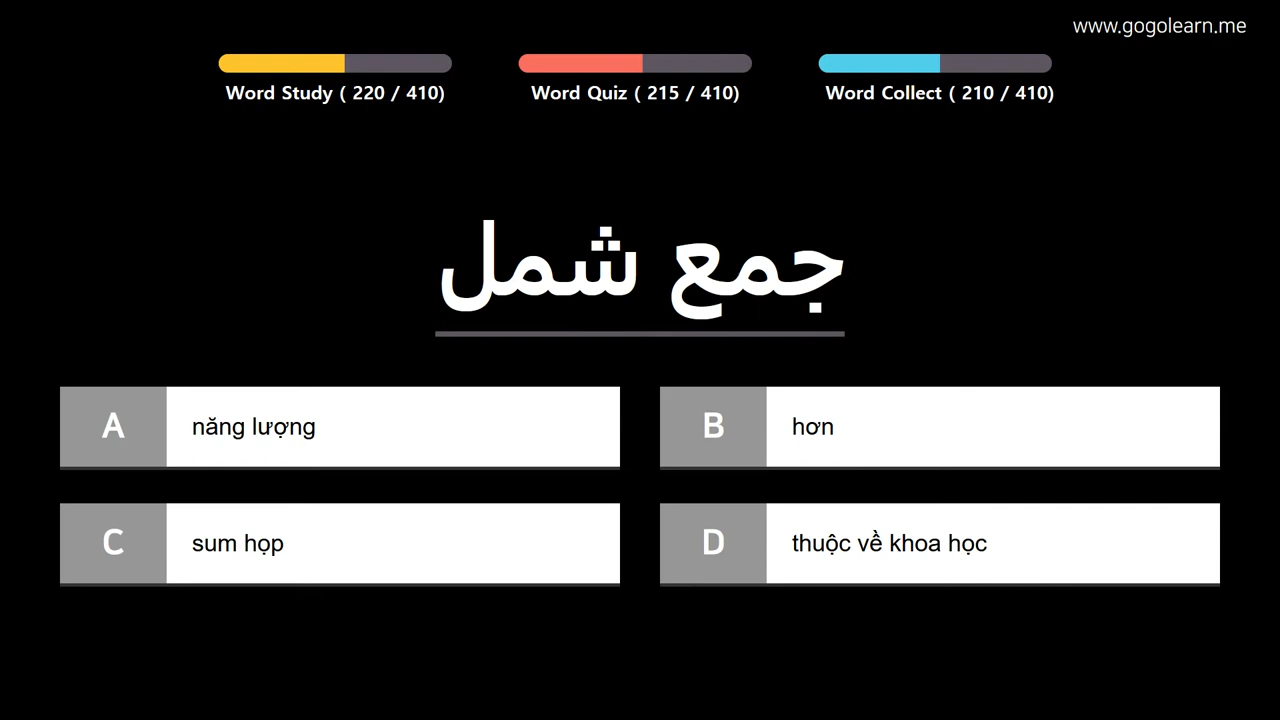 www.gogolearn.me
Word Study ( 220 / 410)
Word Quiz ( 215 / 410)
Word Collect ( 210 / 410)
جمع شمل
A năng lượng
B hơn
C sum họp
D thuộc về khoa học